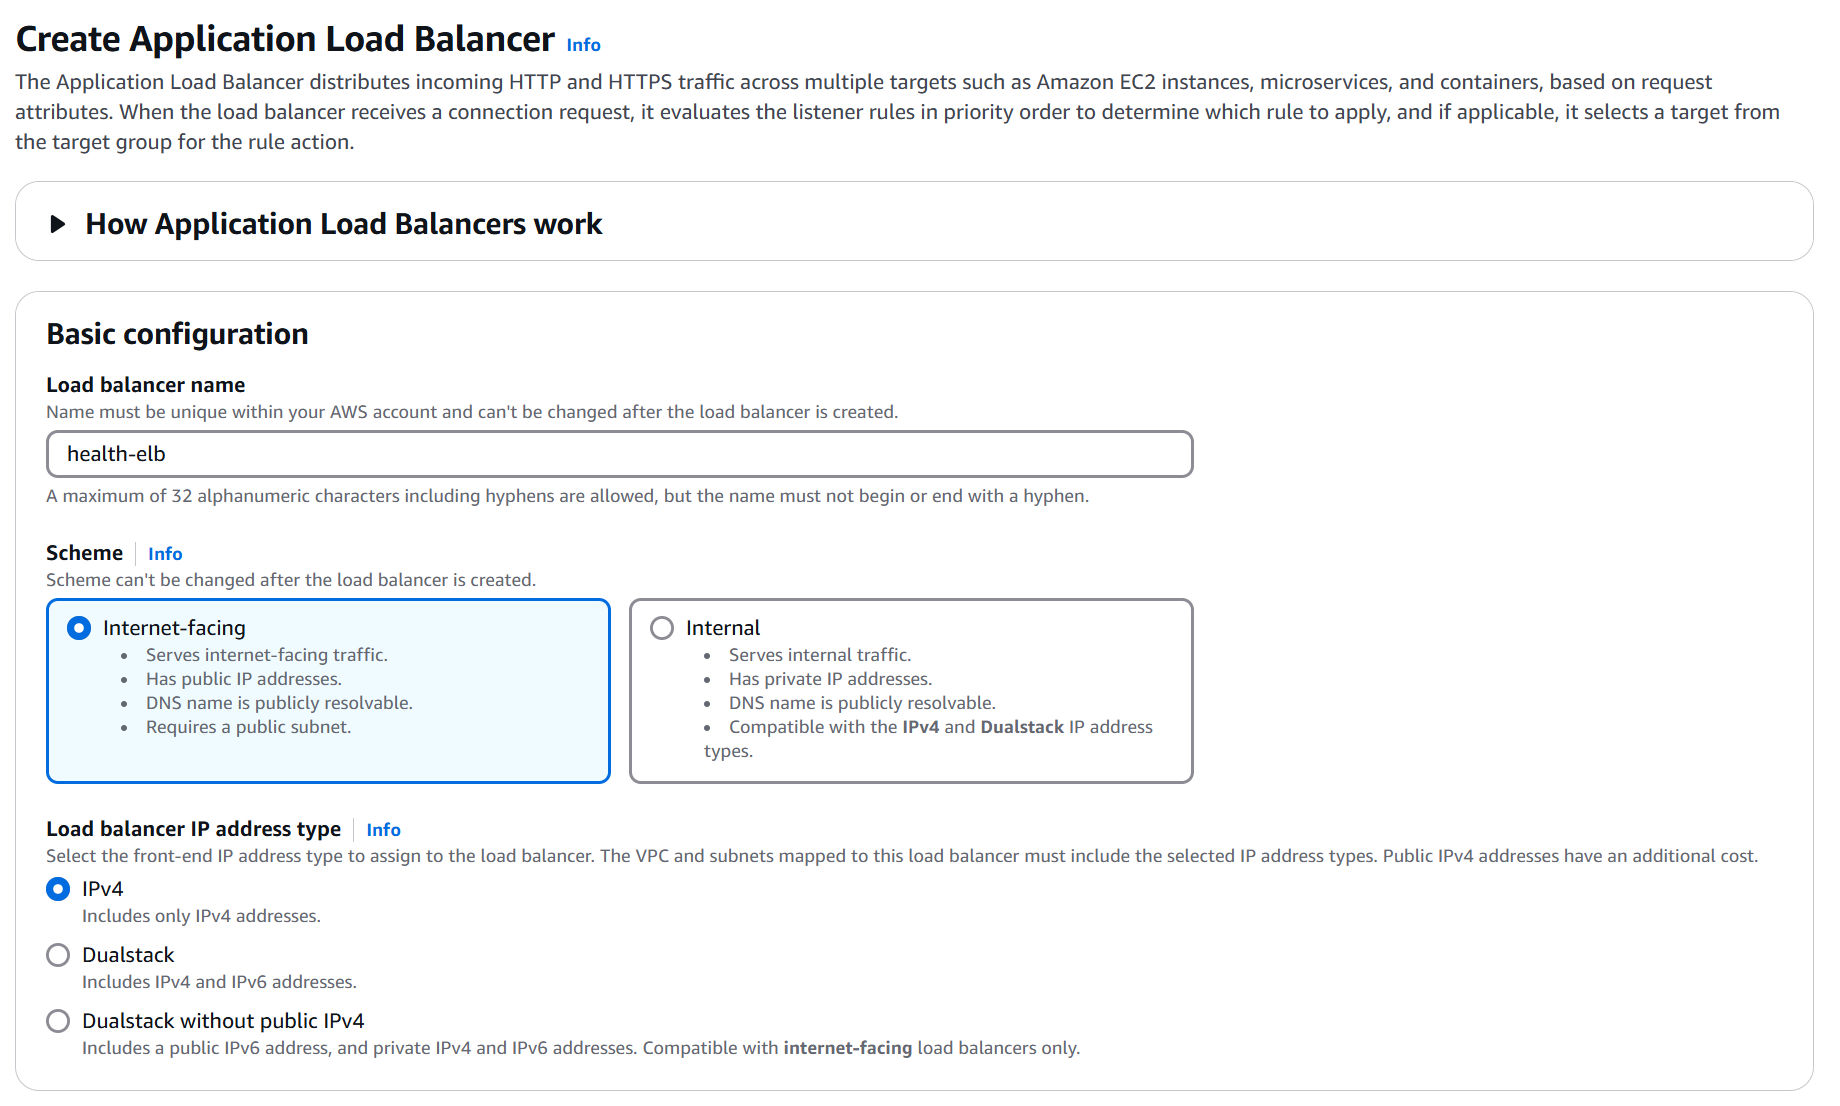 Create Application Load Balancer Info
The Application Load Balancer distributes incoming HTTP and HTTPS traffic across multiple targets such as Amazon EC2 instances, microservices, and containers, based on request
attributes. When the load balancer receives a connection request, it evaluates the listener rules in priority order to determine which rule to apply, and if applicable, it selects a target from
the target group for the rule action.
How Application Load Balancers work
Basic configuration
Load balancer name
Name must be unique within your AWS account and can't be changed after the load balancer is created.
health-elb
A maximum of 32 alphanumeric characters including hyphens are allowed, but the name must not begin or end with a hyphen.
Scheme Info
Scheme can't be changed after the load balancer is created.
Internet-facing
• Serves internet-facing traffic.
• Has public IP addresses.
• DNS name is publicly resolvable.
• Requires a public subnet.
Internal
• Serves internal traffic.
• Has private IP addresses.
• DNS name is publicly resolvable.
• Compatible with the IPv4 and Dualstack IP address
types.
Load balancer IP address type Info
Select the front-end IP address type to assign to the load balancer. The VPC and subnets mapped to this load balancer must include the selected IP address types. Public IPv4 addresses have an additional cost.
IPv4
Includes only IPv4 addresses.
Dualstack
Includes IPv4 and IPv6 addresses.
Dualstack without public IPv4
Includes a public IPv6 address, and private IPv4 and IPv6 addresses. Compatible with internet-facing load balancers only.